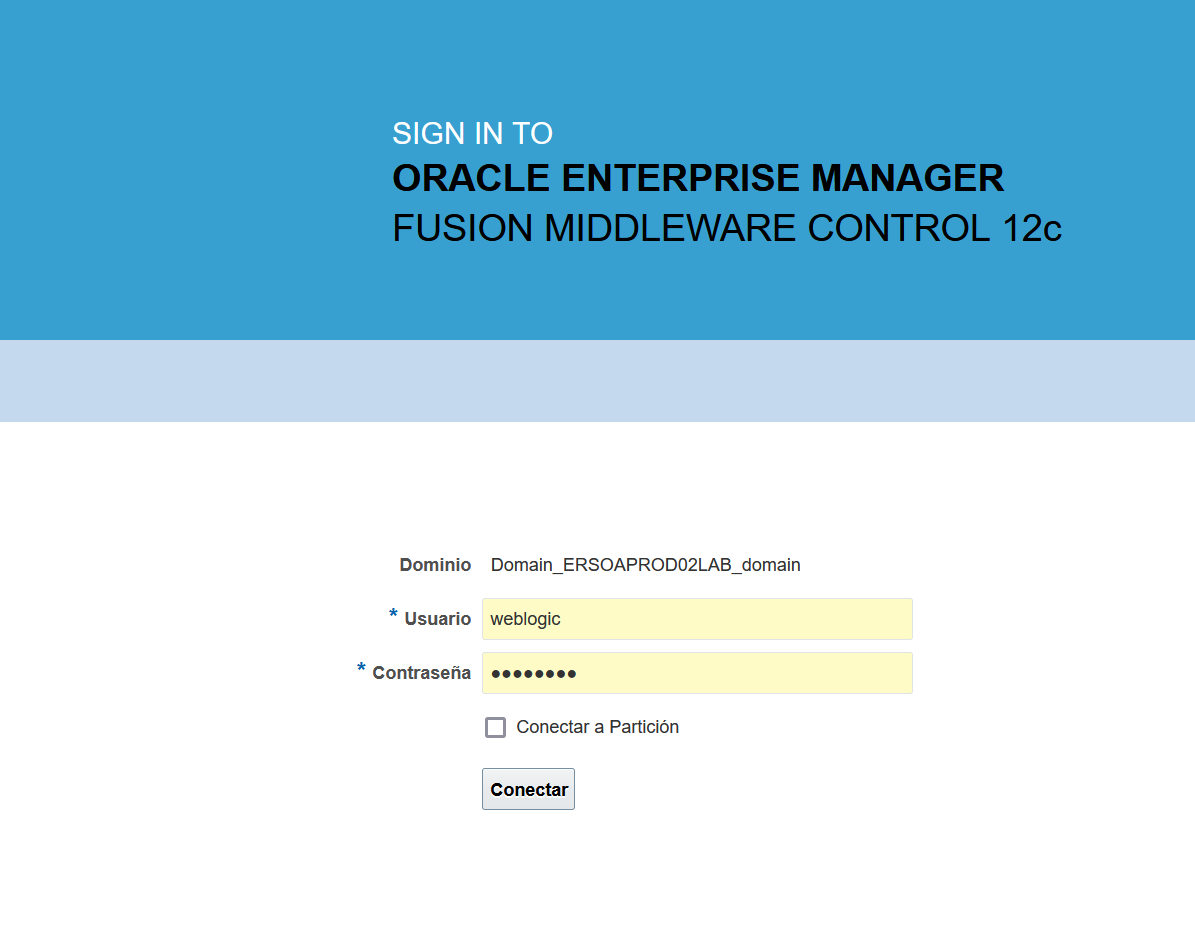 SIGN IN TO
ORACLE ENTERPRISE MANAGER
FUSION MIDDLEWARE CONTROL 12c
Dominio Domain_ERSOAPROD02LAB_domain
* Usuario weblogic
* Contraseña ●●●●●●●●
Conectar a Partición
Conectar